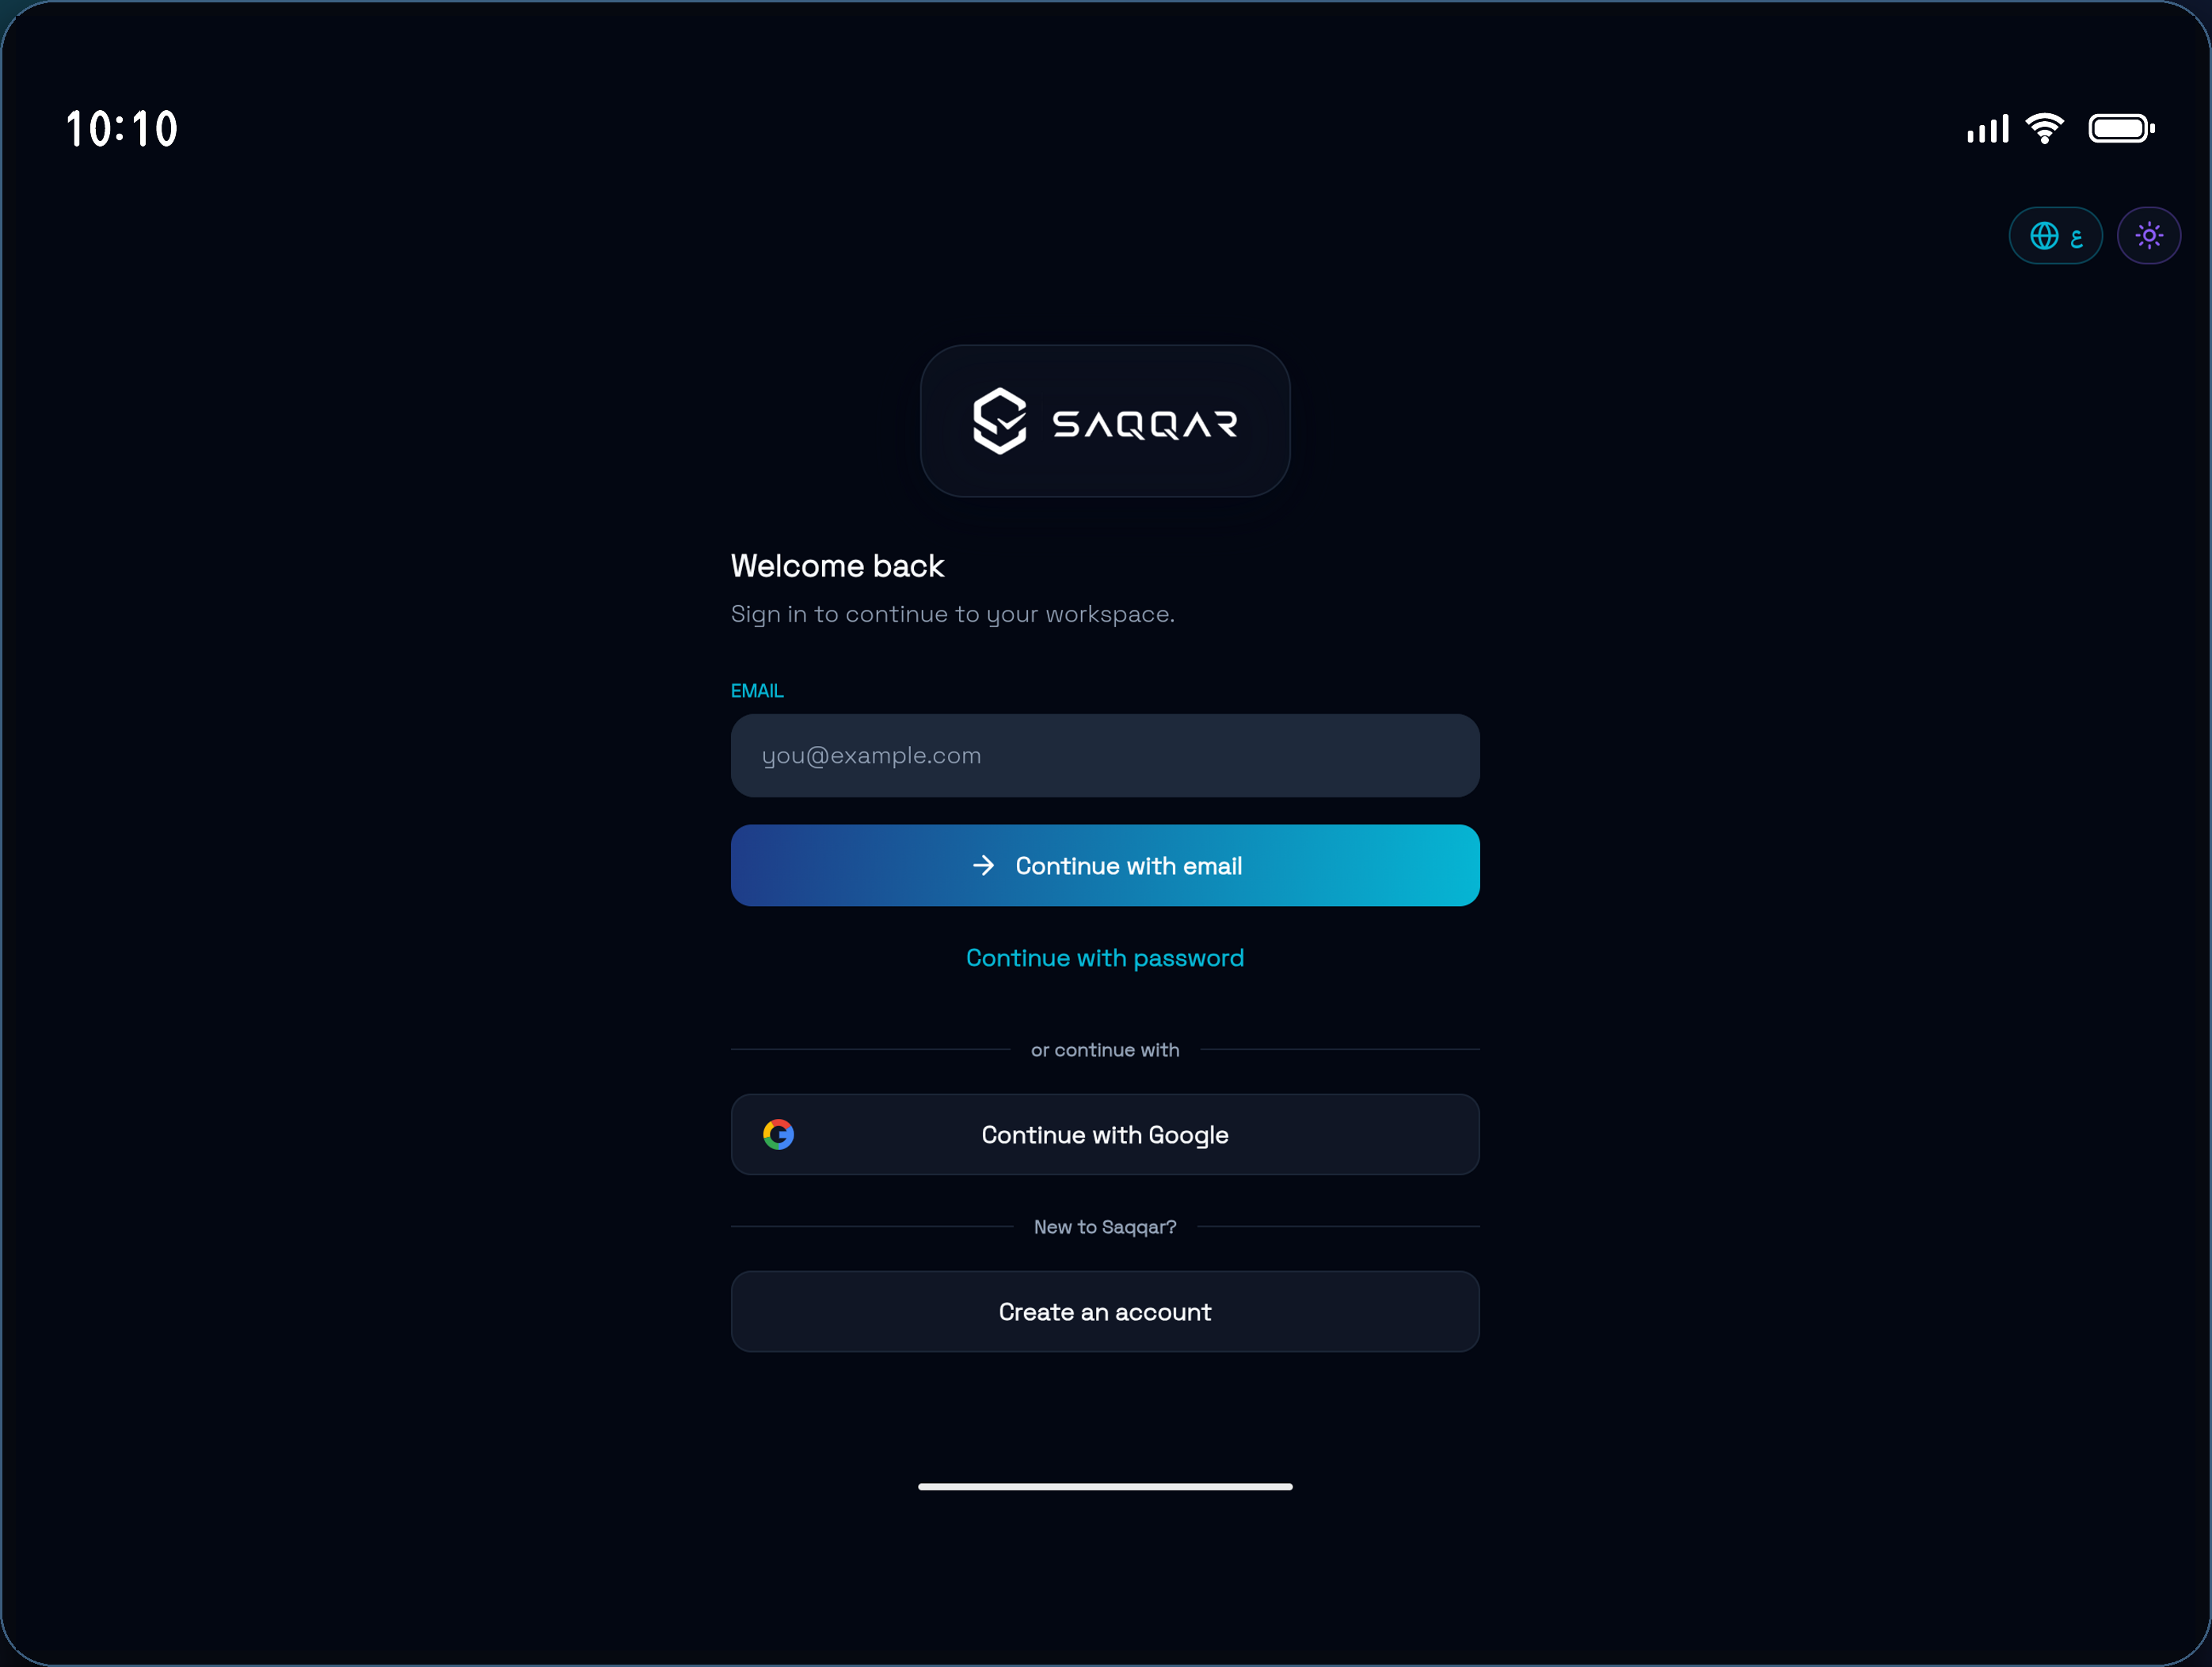 10:10
ع
SAQQAR
Welcome back
Sign in to continue to your workspace.
EMAIL
you@example.com
Continue with email
Continue with password
or continue with
Continue with Google
New to Saqqar?
Create an account